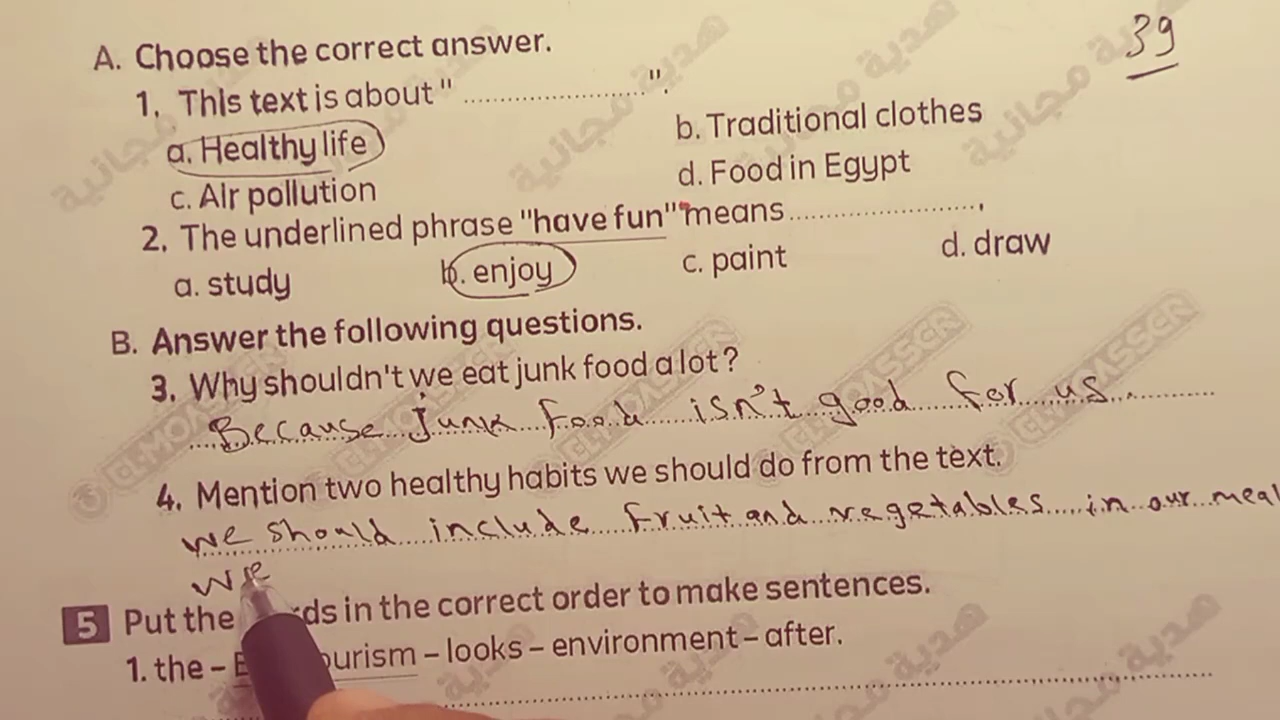 39
A. Choose the correct answer.
1. This text is about " ........................ ".
a. Healthy life b. Traditional clothes
c. Air pollution d. Food in Egypt
2. The underlined phrase "have fun" means ........................ .
a. study b. enjoy c. paint d. draw
B. Answer the following questions.
3. Why shouldn't we eat junk food a lot?
Because junk food isn't good for us
4. Mention two healthy habits we should do from the text.
we should include fruit and vegetables in our meal
we
5 Put the in the correct order to make sentences.
1. the – – looks – environment – after.
هدية مجانية
ELMOASSER